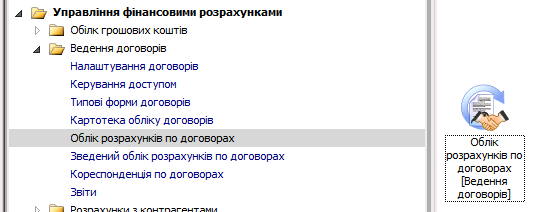 Управління фінансовими розрахунками
Облік грошових коштів
Ведення договорів
Налаштування договорів
Керування доступом
Типові форми договорів
Картотека обліку договорів
Облік розрахунків по договорах
Зведений облік розрахунків по договорах
Кореспонденція по договорах
Звіти
Розрахунки з контрагентами
Облік
розрахунків по
договорах
[Ведення
договорів]